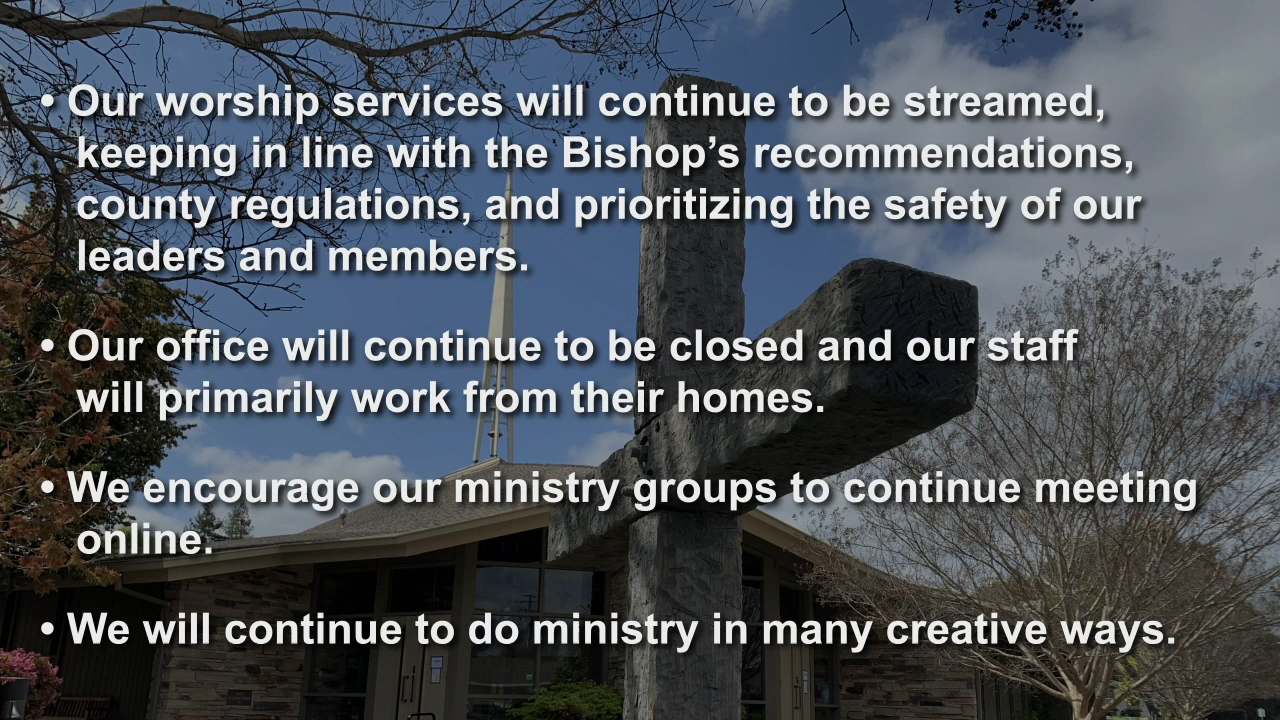 • Our worship services will continue to be streamed,
keeping in line with the Bishop’s recommendations,
county regulations, and prioritizing the safety of our
leaders and members.
• Our office will continue to be closed and our staff
will primarily work from their homes.
• We encourage our ministry groups to continue meeting
online.
• We will continue to do ministry in many creative ways.